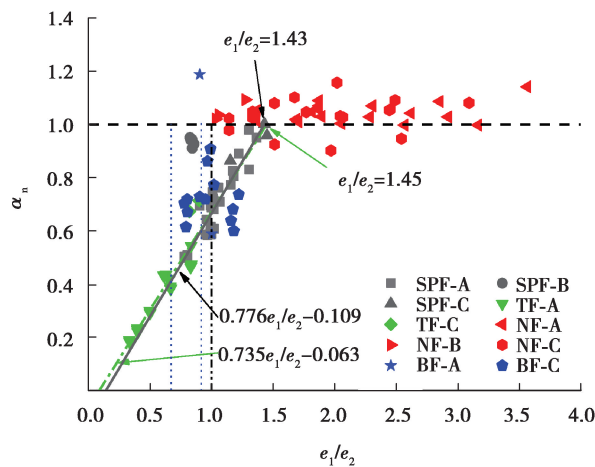 1.4
1.2
1.0
0.8
0.6
0.4
0.2
αn
e1/e2=1.43
e1/e2=1.45
0.776e1/e2−0.109
0.735e1/e2−0.063
SPF-A SPF-B
SPF-C TF-A
TF-C NF-A
NF-B NF-C
BF-A BF-C
0.0 0.5 1.0 1.5 2.0 2.5 3.0 3.5 4.0
e1/e2